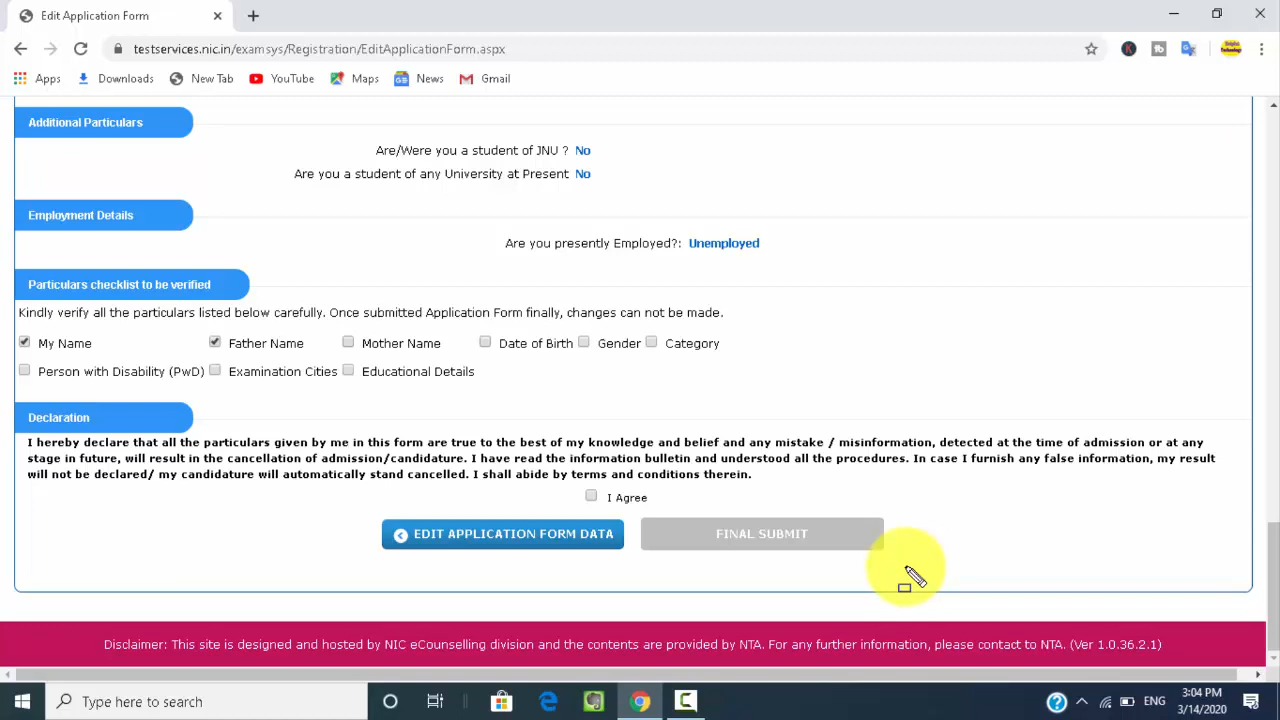 Edit Application Form
testservices.nic.in/examsys/Registration/EditApplicationForm.aspx
Apps Downloads New Tab YouTube Maps News Gmail
Additional Particulars
Are/Were you a student of JNU ? No
Are you a student of any University at Present No
Employment Details
Are you presently Employed?: Unemployed
Particulars checklist to be verified
Kindly verify all the particulars listed below carefully. Once submitted Application Form finally, changes can not be made.
My Name Father Name Mother Name Date of Birth Gender Category
Person with Disability (PwD) Examination Cities Educational Details
Declaration
I hereby declare that all the particulars given by me in this form are true to the best of my knowledge and belief and any mistake / misinformation, detected at the time of admission or at any
stage in future, will result in the cancellation of admission/candidature. I have read the information bulletin and understood all the procedures. In case I furnish any false information, my result
will not be declared/ my candidature will automatically stand cancelled. I shall abide by terms and conditions therein.
I Agree
EDIT APPLICATION FORM DATA FINAL SUBMIT
Disclaimer: This site is designed and hosted by NIC eCounselling division and the contents are provided by NTA. For any further information, please contact to NTA. (Ver 1.0.36.2.1)
Type here to search
ENG
3:04 PM
3/14/2020